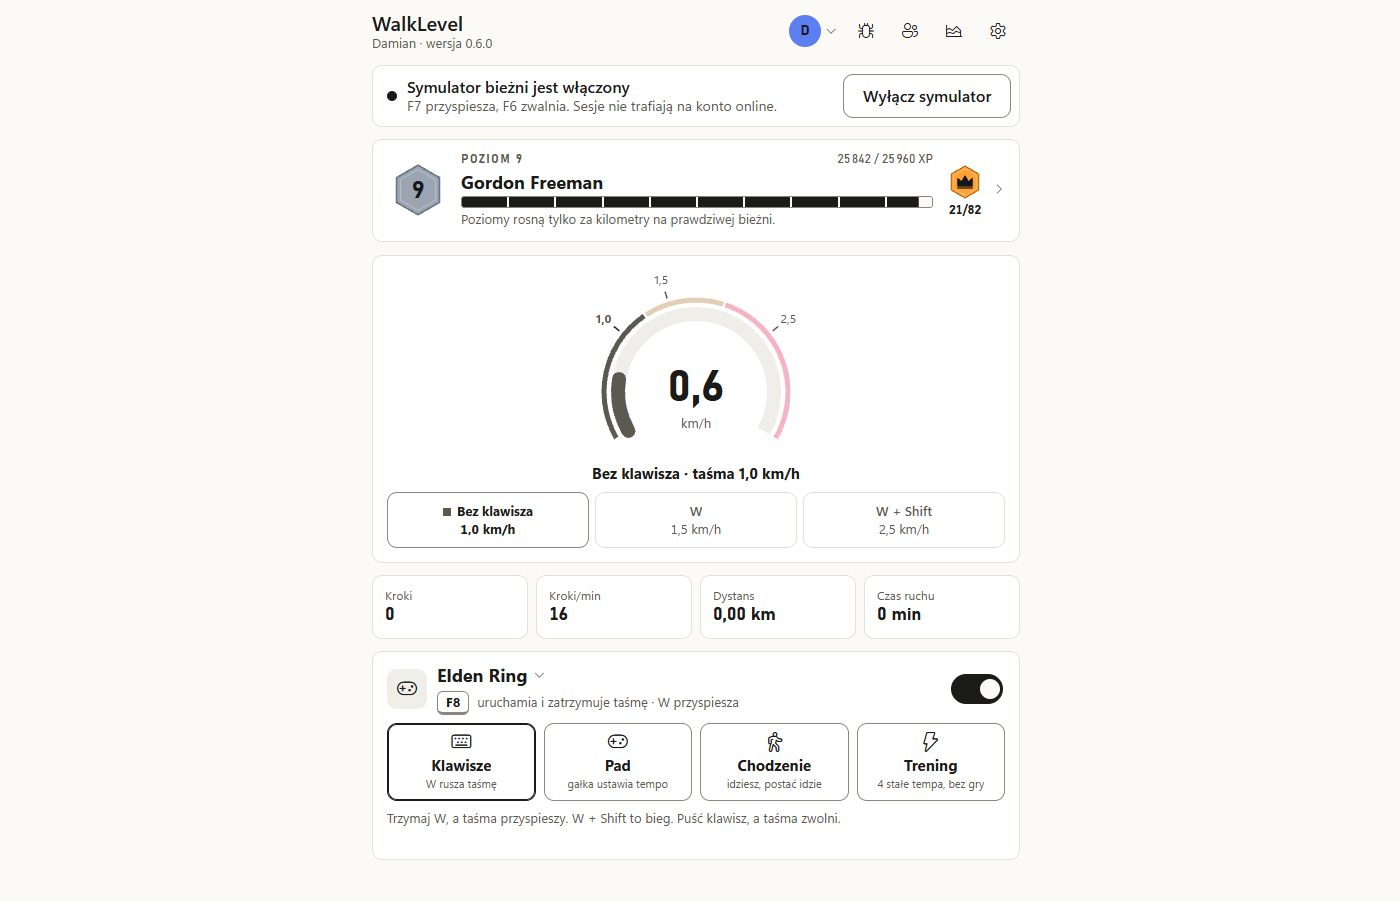 WalkLevel
Damian · wersja 0.6.0
D
Symulator bieżni jest włączony
F7 przyspiesza, F6 zwalnia. Sesje nie trafiają na konto online.
Wyłącz symulator
POZIOM 9
25 842 / 25 960 XP
9
Gordon Freeman
21/82
Poziomy rosną tylko za kilometry na prawdziwej bieżni.
1,5
1,0
2,5
0,6
km/h
Bez klawisza · taśma 1,0 km/h
Bez klawisza
1,0 km/h
W
1,5 km/h
W + Shift
2,5 km/h
Kroki
0
Kroki/min
16
Dystans
0,00 km
Czas ruchu
0 min
Elden Ring
F8 uruchamia i zatrzymuje taśmę · W przyspiesza
Klawisze
W rusza taśmę
Pad
gałka ustawia tempo
Chodzenie
idziesz, postać idzie
Trening
4 stałe tempa, bez gry
Trzymaj W, a taśma przyspieszy. W + Shift to bieg. Puść klawisz, a taśma zwolni.